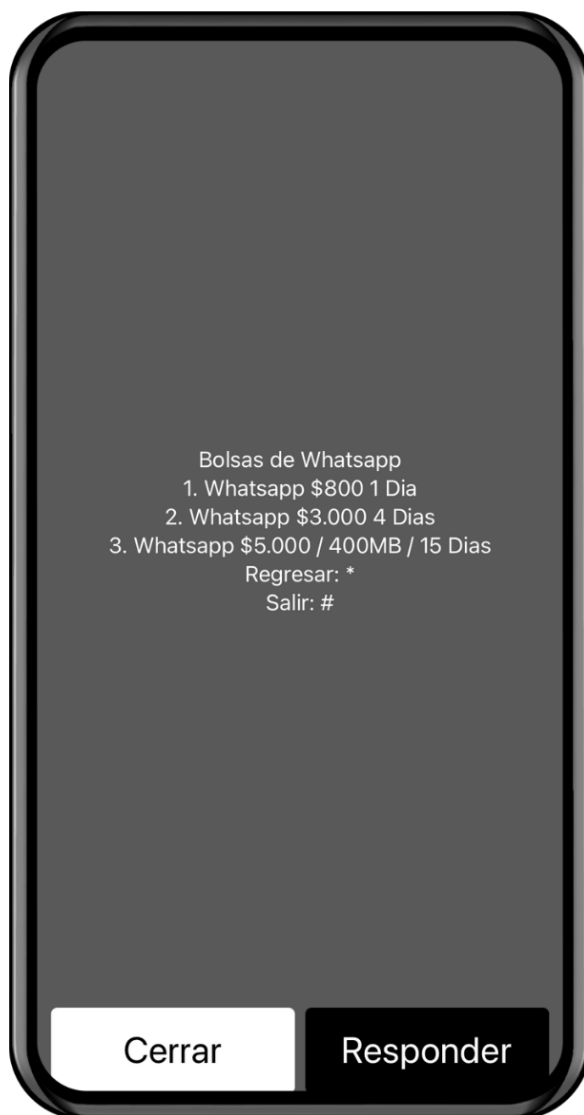 Bolsas de Whatsapp
1. Whatsapp $800 1 Dia
2. Whatsapp $3.000 4 Dias
3. Whatsapp $5.000 / 400MB / 15 Dias
Regresar: *
Salir: #
Cerrar
Responder